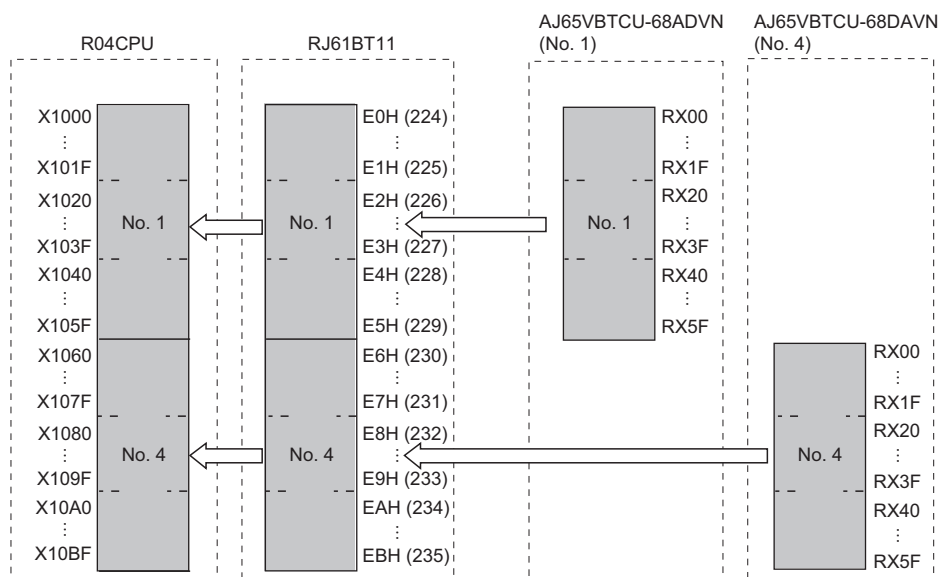 AJ65VBTCU-68ADVN
(No. 1)
AJ65VBTCU-68DAVN
(No. 4)
R04CPU
RJ61BT11
X1000
⋮
X101F
X1020
⋮
X103F
X1040
⋮
X105F
X1060
⋮
X107F
X1080
⋮
X109F
X10A0
⋮
X10BF
No. 1
No. 4
E0H (224)
⋮
E1H (225)
E2H (226)
⋮
E3H (227)
E4H (228)
⋮
E5H (229)
E6H (230)
⋮
E7H (231)
E8H (232)
⋮
E9H (233)
EAH (234)
⋮
EBH (235)
No. 1
No. 4
RX00
⋮
RX1F
RX20
⋮
RX3F
RX40
⋮
RX5F
No. 1
RX00
⋮
RX1F
RX20
⋮
RX3F
RX40
⋮
RX5F
No. 4